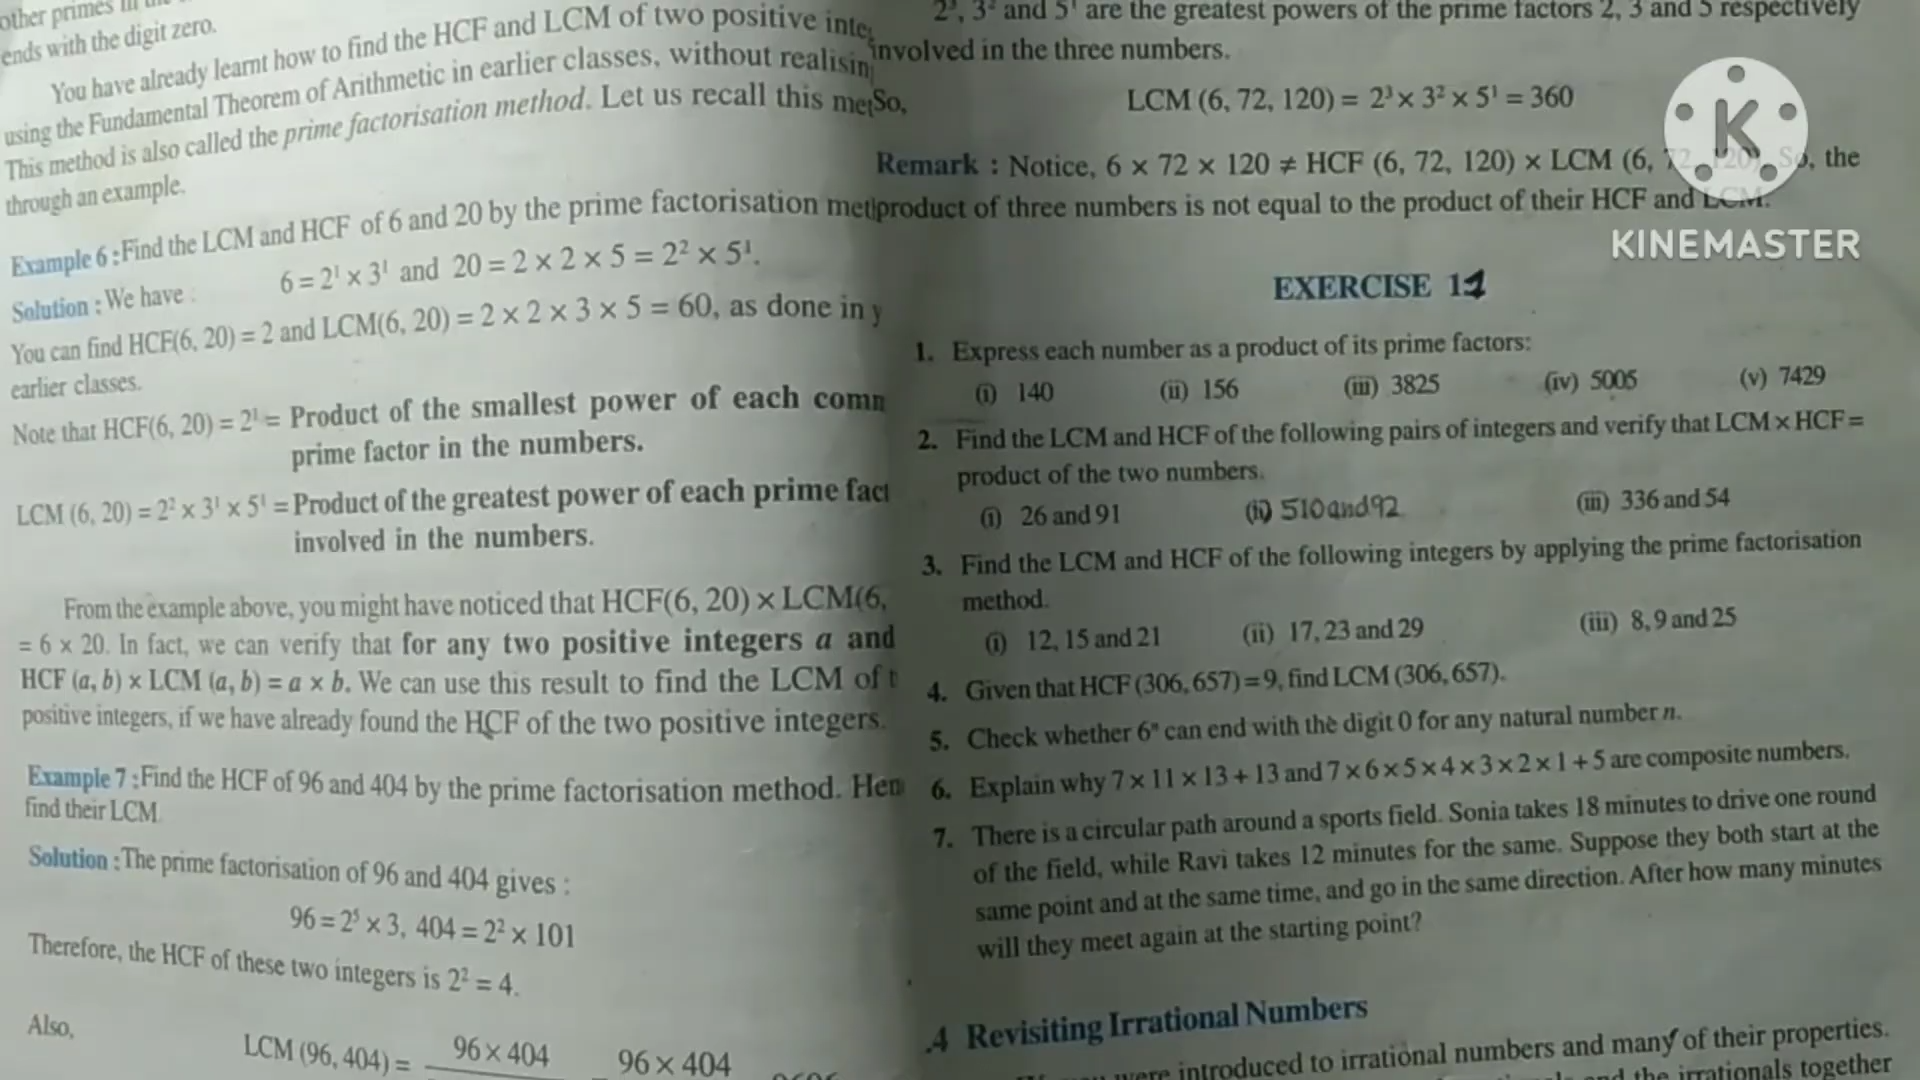 other primes in
ends with the digit zero.
You have already learnt how to find the HCF and LCM of two positive inte
using the Fundamental Theorem of Arithmetic in earlier classes, without realisin
This method is also called the prime factorisation method. Let us recall this met
through an example.
Example 6 : Find the LCM and HCF of 6 and 20 by the prime factorisation met
Solution : We have : 6 = 2¹ × 3¹ and 20 = 2 × 2 × 5 = 2² × 5¹.
You can find HCF(6, 20) = 2 and LCM(6, 20) = 2 × 2 × 3 × 5 = 60, as done in y
earlier classes.
Note that HCF(6, 20) = 2¹ = Product of the smallest power of each comm
prime factor in the numbers.
LCM (6, 20) = 2² × 3¹ × 5¹ = Product of the greatest power of each prime fact
involved in the numbers.
From the example above, you might have noticed that HCF(6, 20) × LCM(6,
= 6 × 20. In fact, we can verify that for any two positive integers a and
HCF (a, b) × LCM (a, b) = a × b. We can use this result to find the LCM of t
positive integers, if we have already found the HCF of the two positive integers.
Example 7 : Find the HCF of 96 and 404 by the prime factorisation method. Hen
find their LCM.
Solution : The prime factorisation of 96 and 404 gives :
96 = 2⁵ × 3, 404 = 2² × 101
Therefore, the HCF of these two integers is 2² = 4.
Also,
LCM (96, 404) = 96 × 404 = 96 × 404
2³, 3² and 5¹ are the greatest powers of the prime factors 2, 3 and 5 respectively
involved in the three numbers.
So, LCM (6, 72, 120) = 2³ × 3² × 5¹ = 360
Remark : Notice, 6 × 72 × 120 ≠ HCF (6, 72, 120) × LCM (6, 72, 120). So, the
product of three numbers is not equal to the product of their HCF and LCM.
KINEMASTER
EXERCISE 1.1
1. Express each number as a product of its prime factors:
(i) 140 (ii) 156 (iii) 3825 (iv) 5005 (v) 7429
2. Find the LCM and HCF of the following pairs of integers and verify that LCM × HCF =
product of the two numbers.
(i) 26 and 91 (ii) 510 and 92 (iii) 336 and 54
3. Find the LCM and HCF of the following integers by applying the prime factorisation
method.
(i) 12, 15 and 21 (ii) 17, 23 and 29 (iii) 8, 9 and 25
4. Given that HCF (306, 657) = 9, find LCM (306, 657).
5. Check whether 6ⁿ can end with the digit 0 for any natural number n.
6. Explain why 7 × 11 × 13 + 13 and 7 × 6 × 5 × 4 × 3 × 2 × 1 + 5 are composite numbers.
7. There is a circular path around a sports field. Sonia takes 18 minutes to drive one round
of the field, while Ravi takes 12 minutes for the same. Suppose they both start at the
same point and at the same time, and go in the same direction. After how many minutes
will they meet again at the starting point?
.4 Revisiting Irrational Numbers
were introduced to irrational numbers and many of their properties.
and the irrationals together